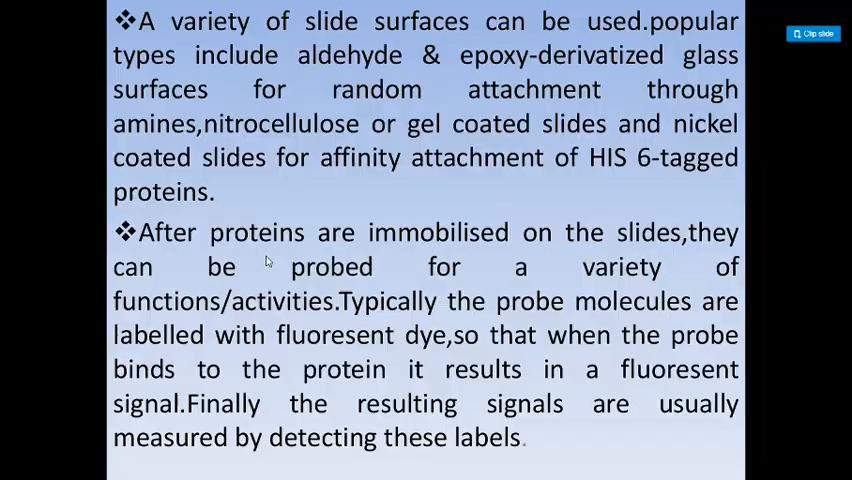 ❖A variety of slide surfaces can be used.popular
types include aldehyde & epoxy-derivatized glass
surfaces for random attachment through
amines,nitrocellulose or gel coated slides and nickel
coated slides for affinity attachment of HIS 6-tagged
proteins.
❖After proteins are immobilised on the slides,they
can be probed for a variety of
functions/activities.Typically the probe molecules are
labelled with fluoresent dye,so that when the probe
binds to the protein it results in a fluoresent
signal.Finally the resulting signals are usually
measured by detecting these labels.
Clip slide